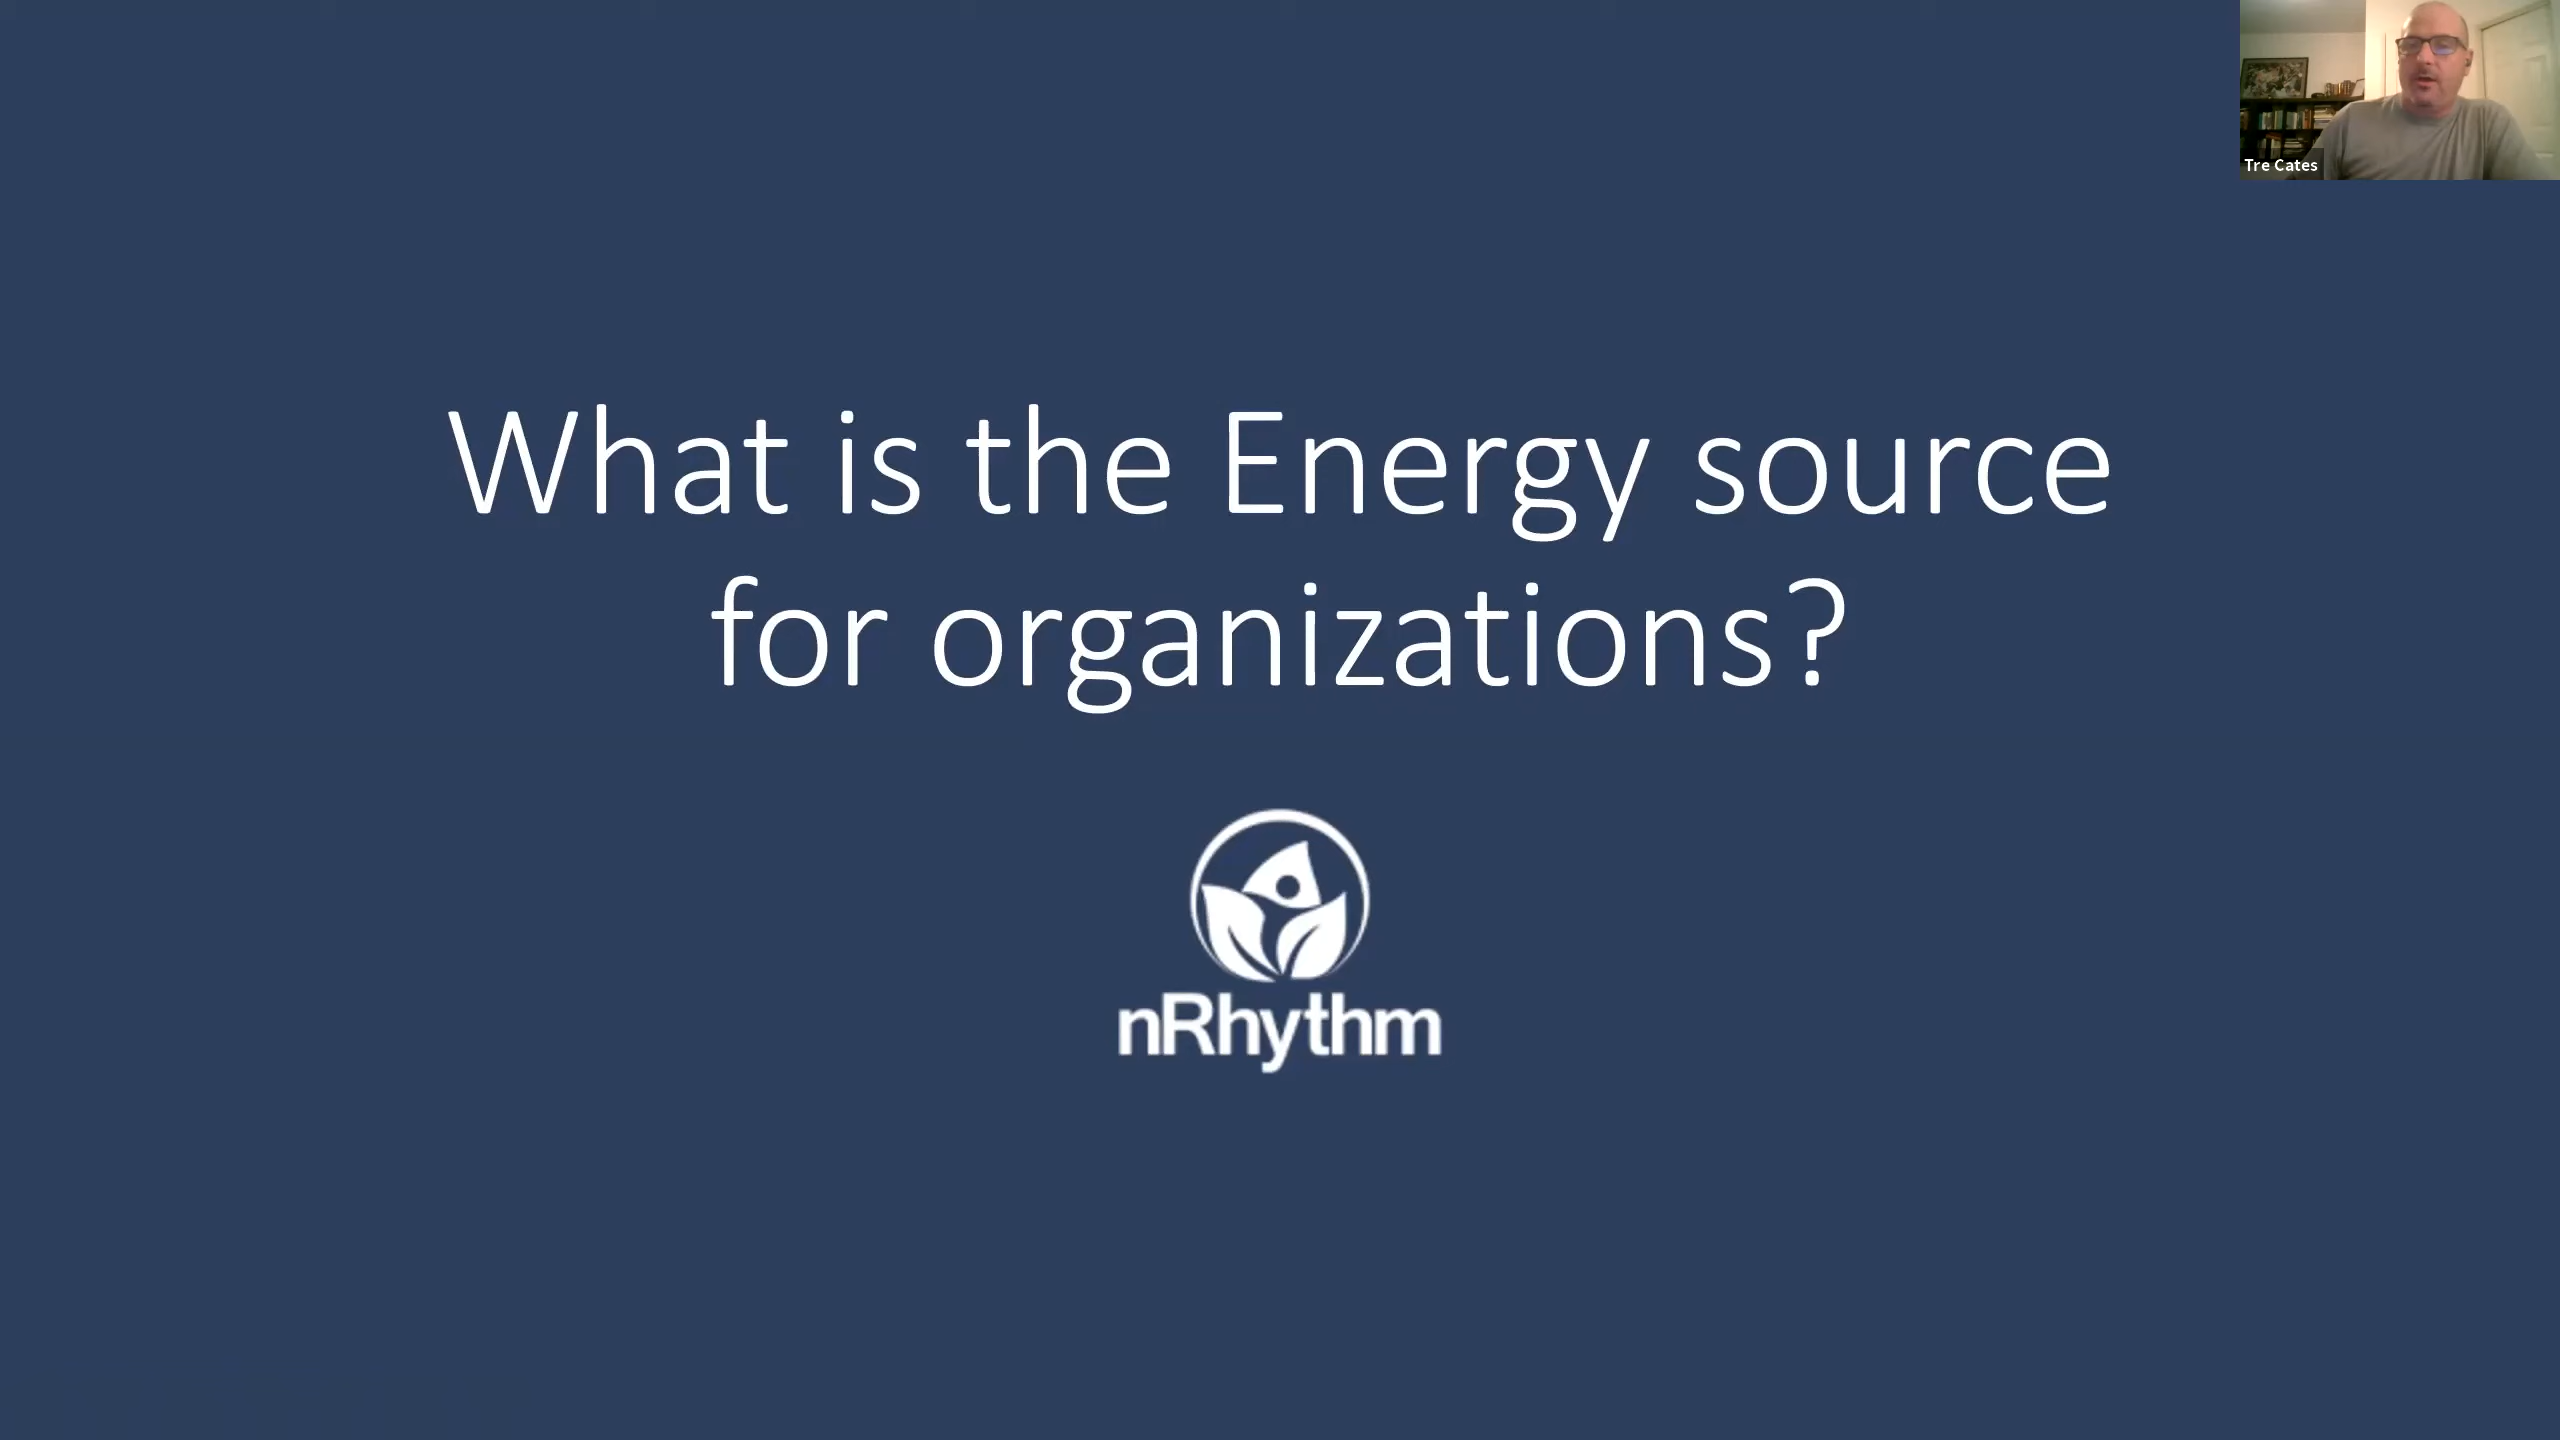 Tre Cates
What is the Energy source
for organizations?
nRhythm